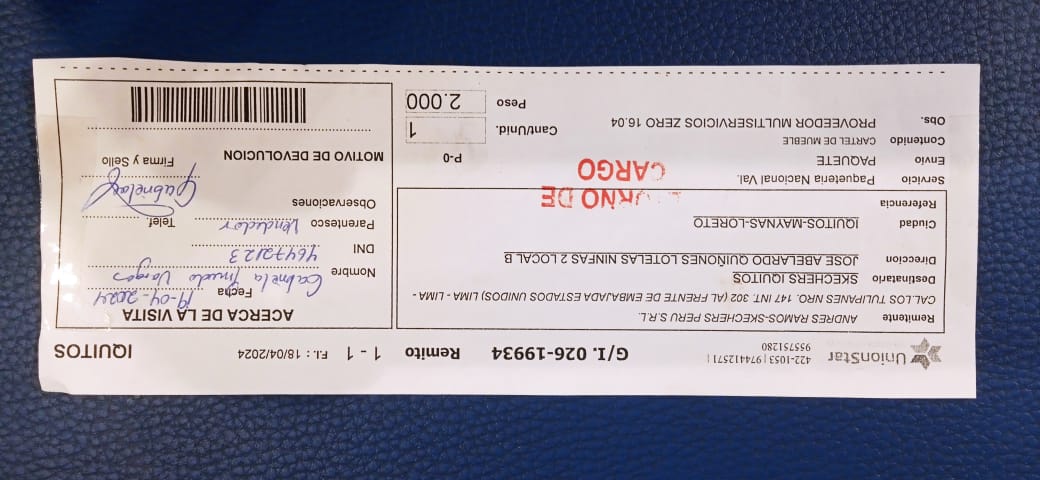 UnionStar
422-1053 | 974412571 |
955751280
G/I. 026-19934 Remito 1 - 1 F.I.: 18/04/2024 IQUITOS
Remitente ANDRES RAMOS-SKECHERS PERU S.R.L.
CAL.LOS TULIPANES NRO. 147 INT. 302 (AL FRENTE DE EMBAJADA ESTADOS UNIDOS) LIMA - LIMA -
Destinatario SKECHERS IQUITOS
Direccion JOSE ABELARDO QUIÑONES LOTELAS NINFAS 2 LOCAL B
Ciudad IQUITOS-MAYNAS-LORETO
Referencia
ORNO DE
CARGO
Servicio Paqueteria Nacional Val.
Envio PAQUETE P-0
Contenido CARTEL DE MUEBLE
Obs. PROVEEDOR MULTISERVICIOS ZERO 16.04
Cant/Unid. 1
Peso 2.000
ACERCA DE LA VISITA
Fecha 19-04-2024
Nombre Gabriela Vargas
DNI 46472123
Parentesco Vendedor Telef.
Observaciones
Gabriela
MOTIVO DE DEVOLUCION Firma y Sello